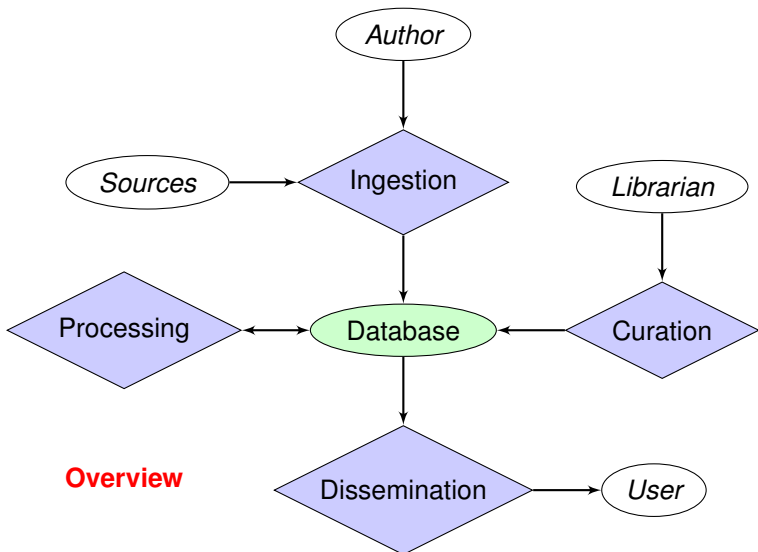 Author
Sources
Ingestion
Librarian
Processing
Database
Curation
Overview
Dissemination
User